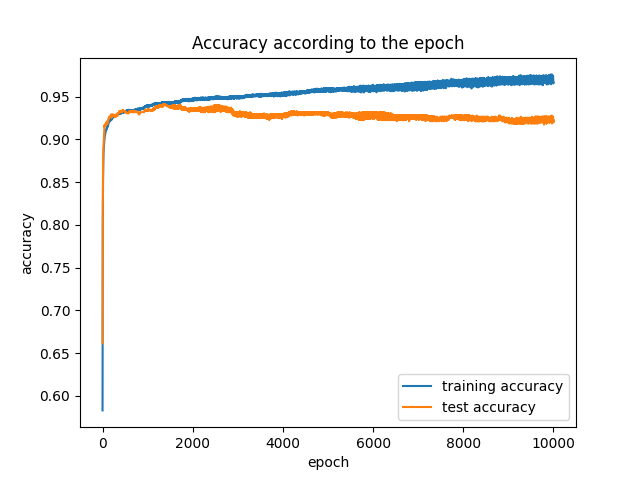 Accuracy according to the epoch
accuracy
0.95
0.90
0.85
0.80
0.75
0.70
0.65
0.60
training accuracy
test accuracy
0
2000
4000
6000
8000
10000
epoch